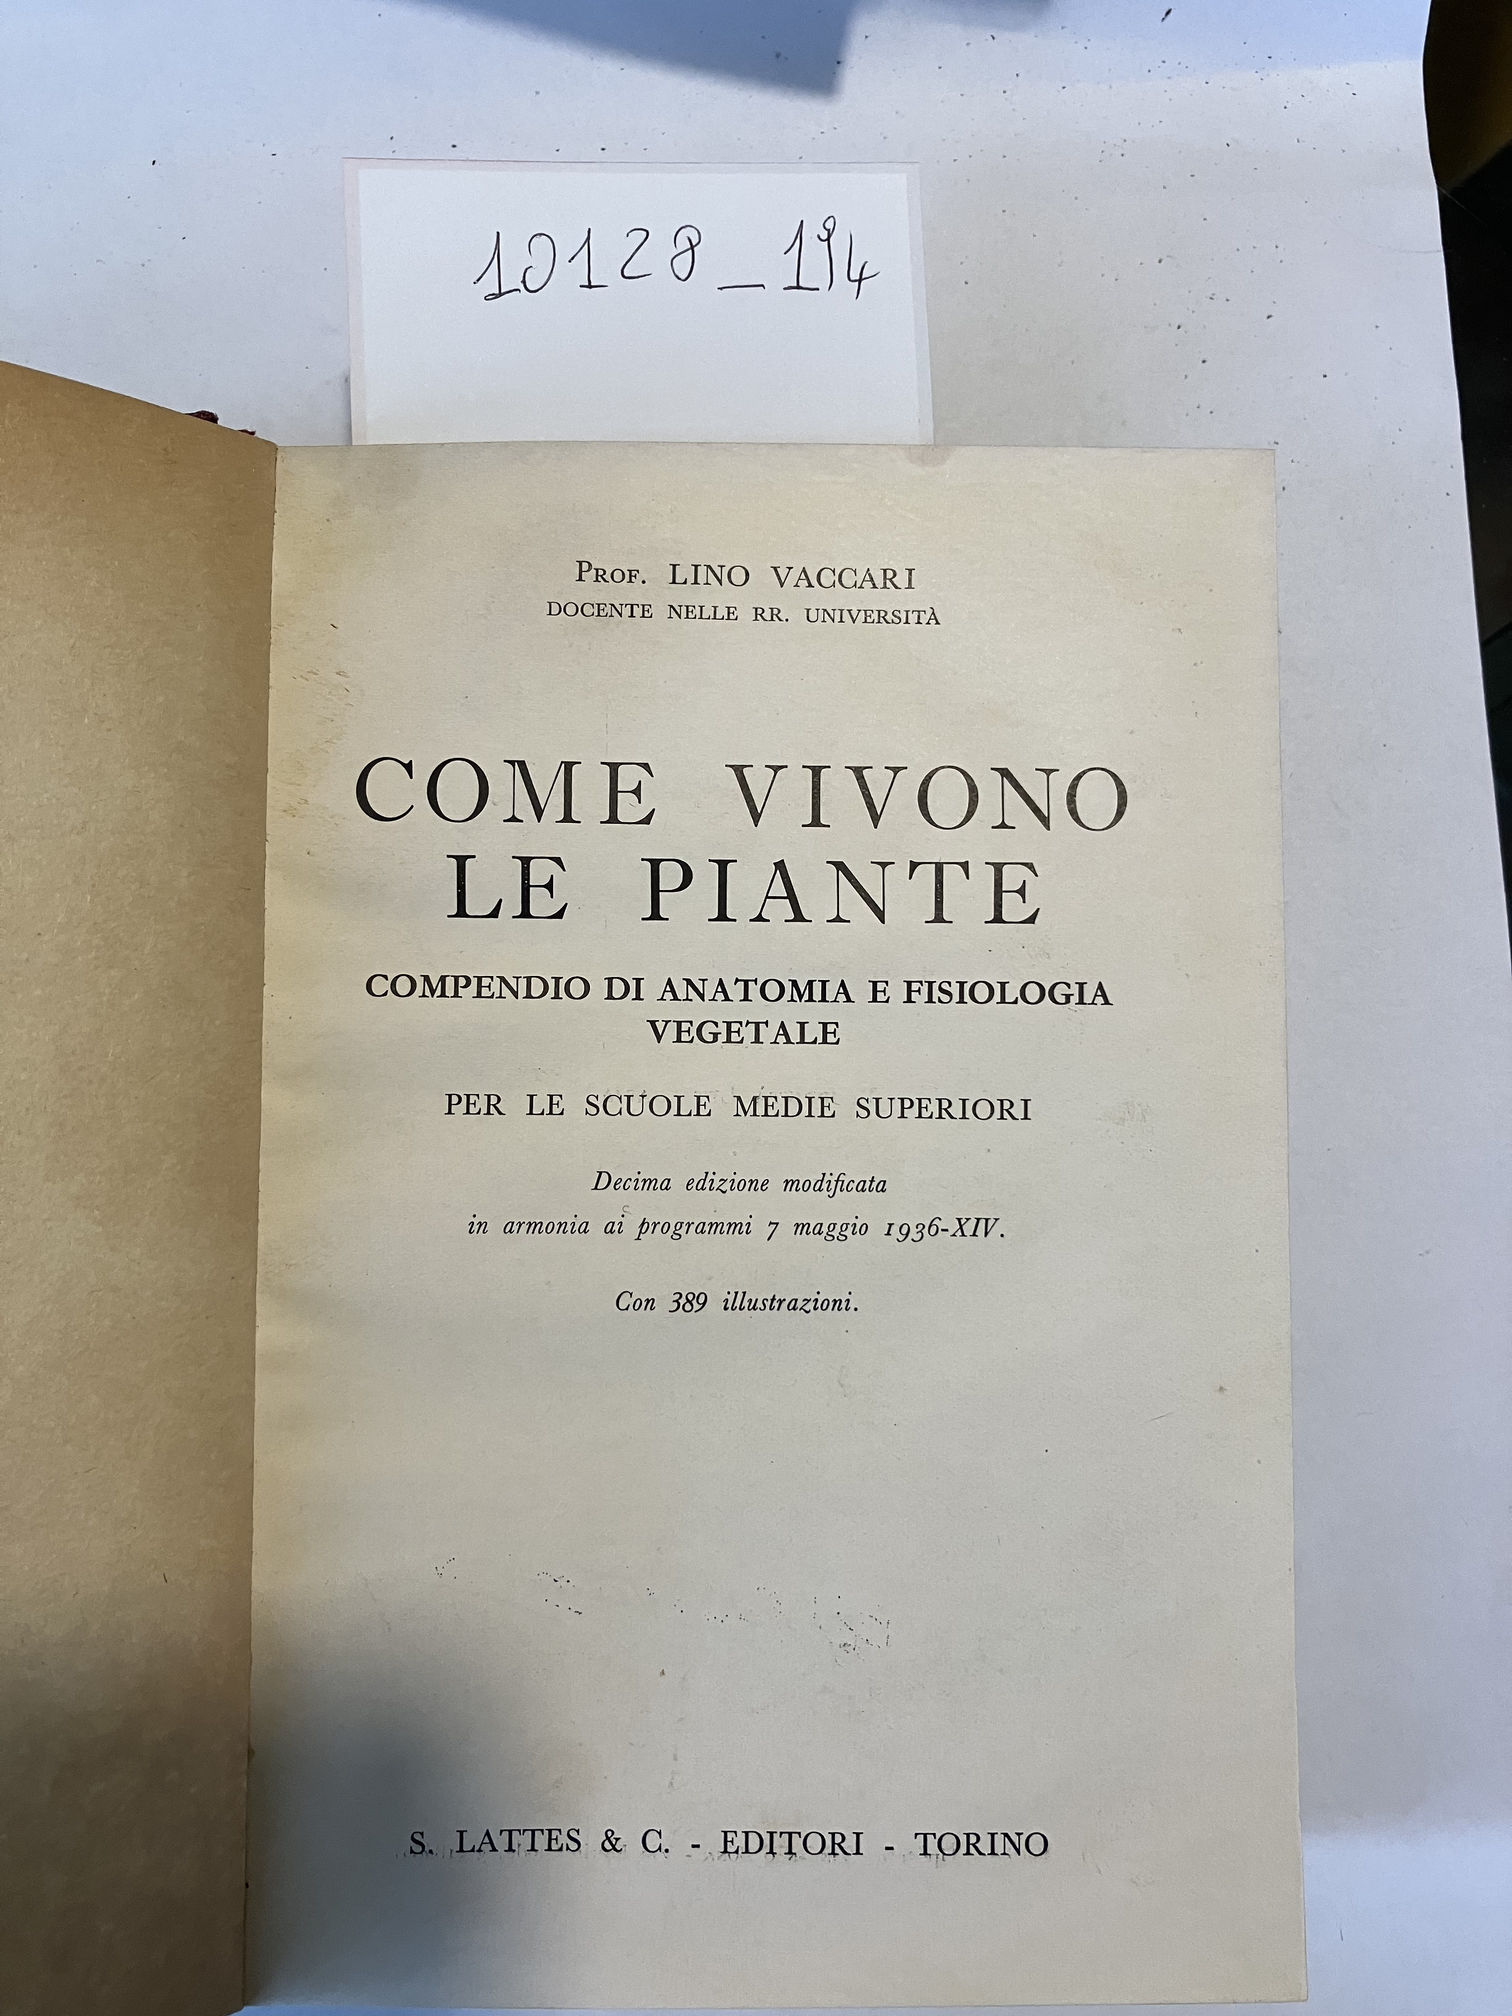 10128_194
Prof. LINO VACCARI
DOCENTE NELLE RR. UNIVERSITÀ
COME VIVONO
LE PIANTE
COMPENDIO DI ANATOMIA E FISIOLOGIA
VEGETALE
PER LE SCUOLE MEDIE SUPERIORI
Decima edizione modificata
in armonia ai programmi 7 maggio 1936-XIV.
Con 389 illustrazioni.
S. LATTES & C. - EDITORI - TORINO